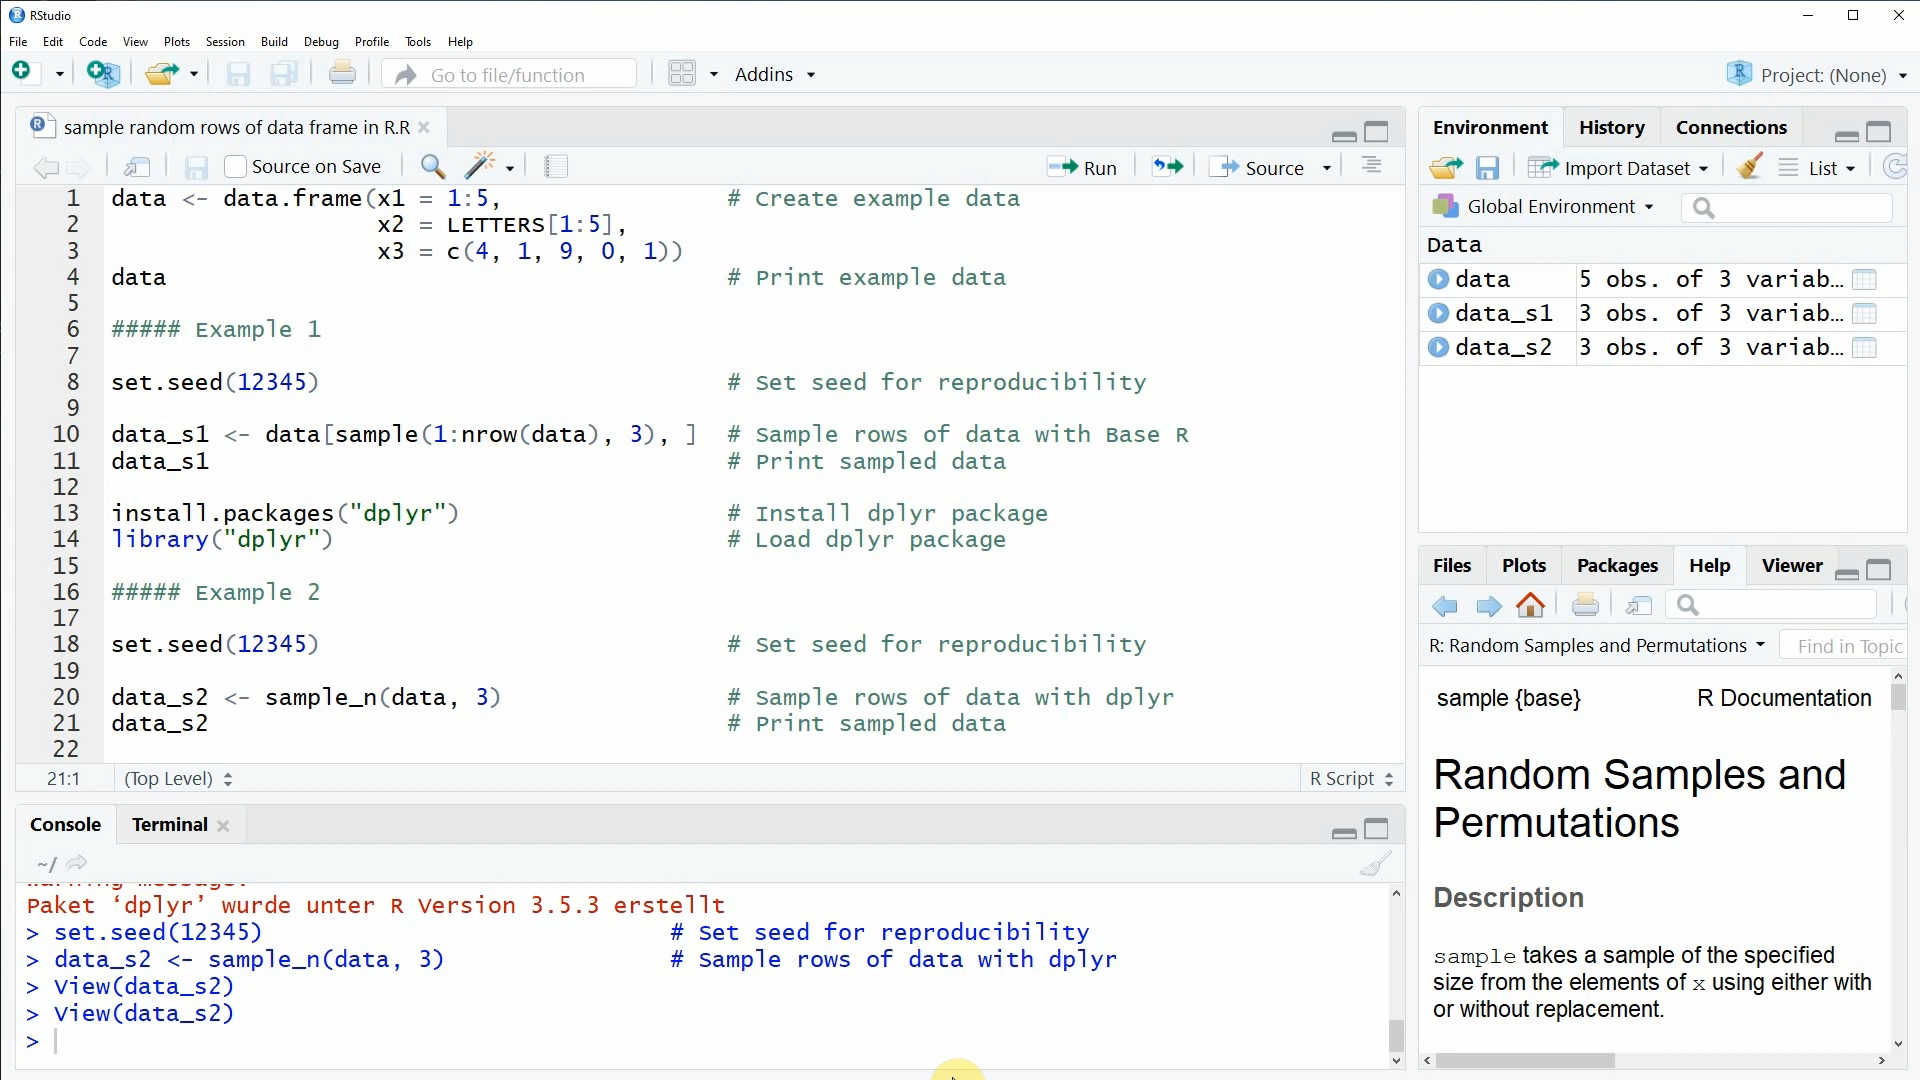 RStudio
File Edit Code View Plots Session Build Debug Profile Tools Help
Go to file/function Addins Project: (None)
sample random rows of data frame in R.R
Source on Save Run Source
1 data <- data.frame(x1 = 1:5, # Create example data
2 x2 = LETTERS[1:5],
3 x3 = c(4, 1, 9, 0, 1))
4 data # Print example data
5
6 ##### Example 1
7
8 set.seed(12345) # Set seed for reproducibility
9
10 data_s1 <- data[sample(1:nrow(data), 3), ] # Sample rows of data with Base R
11 data_s1 # Print sampled data
12
13 install.packages("dplyr") # Install dplyr package
14 library("dplyr") # Load dplyr package
15
16 ##### Example 2
17
18 set.seed(12345) # Set seed for reproducibility
19
20 data_s2 <- sample_n(data, 3) # Sample rows of data with dplyr
21 data_s2 # Print sampled data
22
21:1 (Top Level) R Script
Console Terminal
~/
Paket ‘dplyr’ wurde unter R Version 3.5.3 erstellt
> set.seed(12345) # Set seed for reproducibility
> data_s2 <- sample_n(data, 3) # Sample rows of data with dplyr
> View(data_s2)
> View(data_s2)
>
Environment History Connections
Import Dataset List
Global Environment
Data
data 5 obs. of 3 variab...
data_s1 3 obs. of 3 variab...
data_s2 3 obs. of 3 variab...
Files Plots Packages Help Viewer
R: Random Samples and Permutations Find in Topic
sample {base} R Documentation
Random Samples and
Permutations
Description
sample takes a sample of the specified
size from the elements of x using either with
or without replacement.